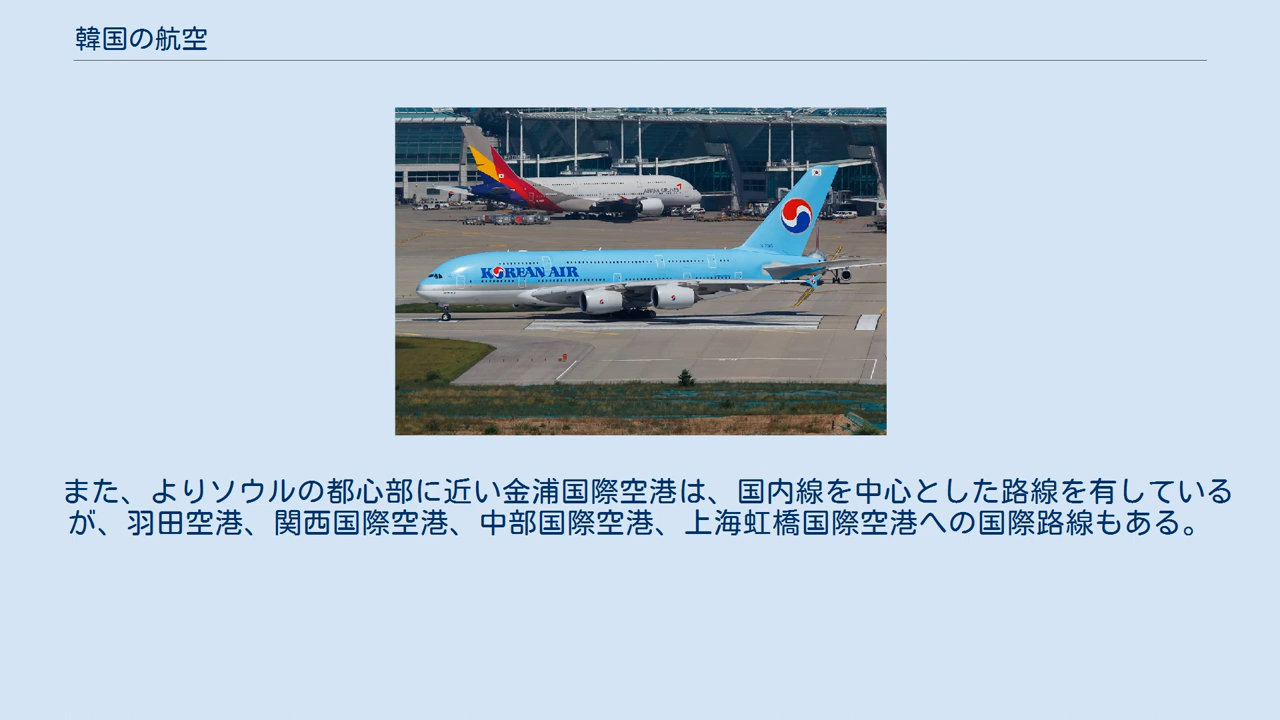 韓国の航空
KOREAN AIR
また、よりソウルの都心部に近い金浦国際空港は、国内線を中心とした路線を有している
が、羽田空港、関西国際空港、中部国際空港、上海虹橋国際空港への国際路線もある。